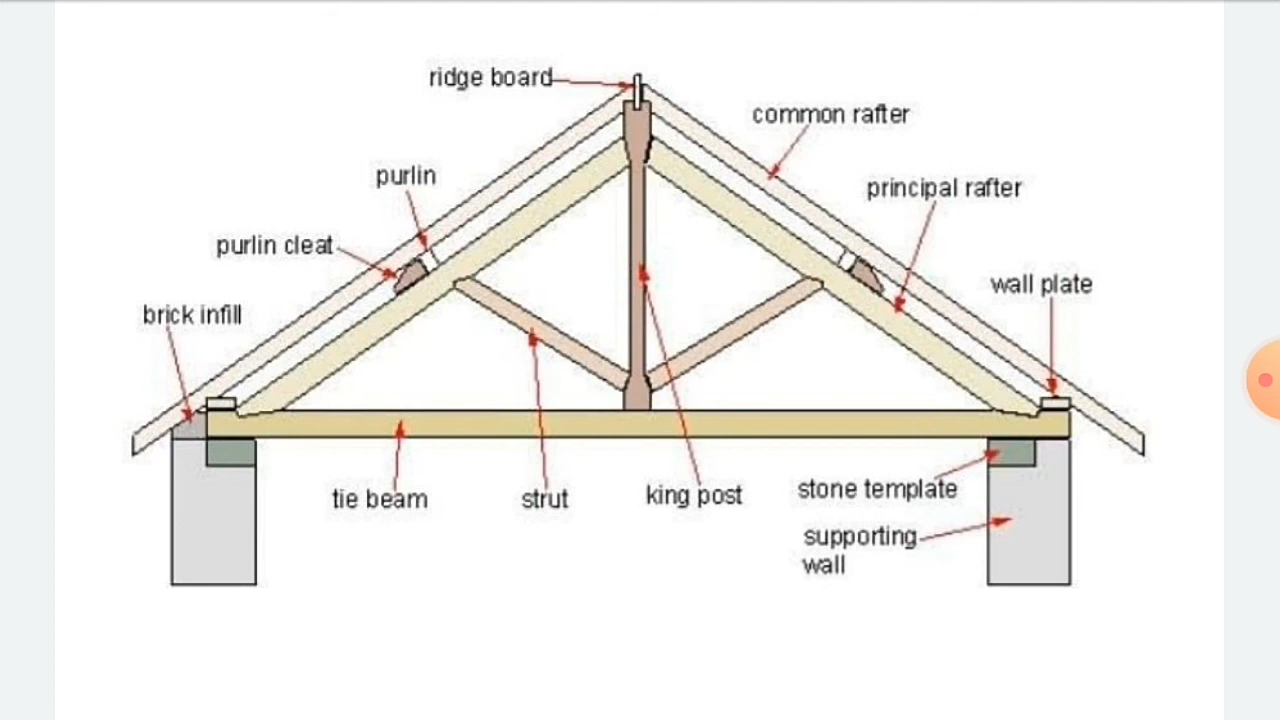 ridge board
common rafter
purlin
principal rafter
purlin cleat
wall plate
brick infill
tie beam
strut
king post
stone template
supporting
wall